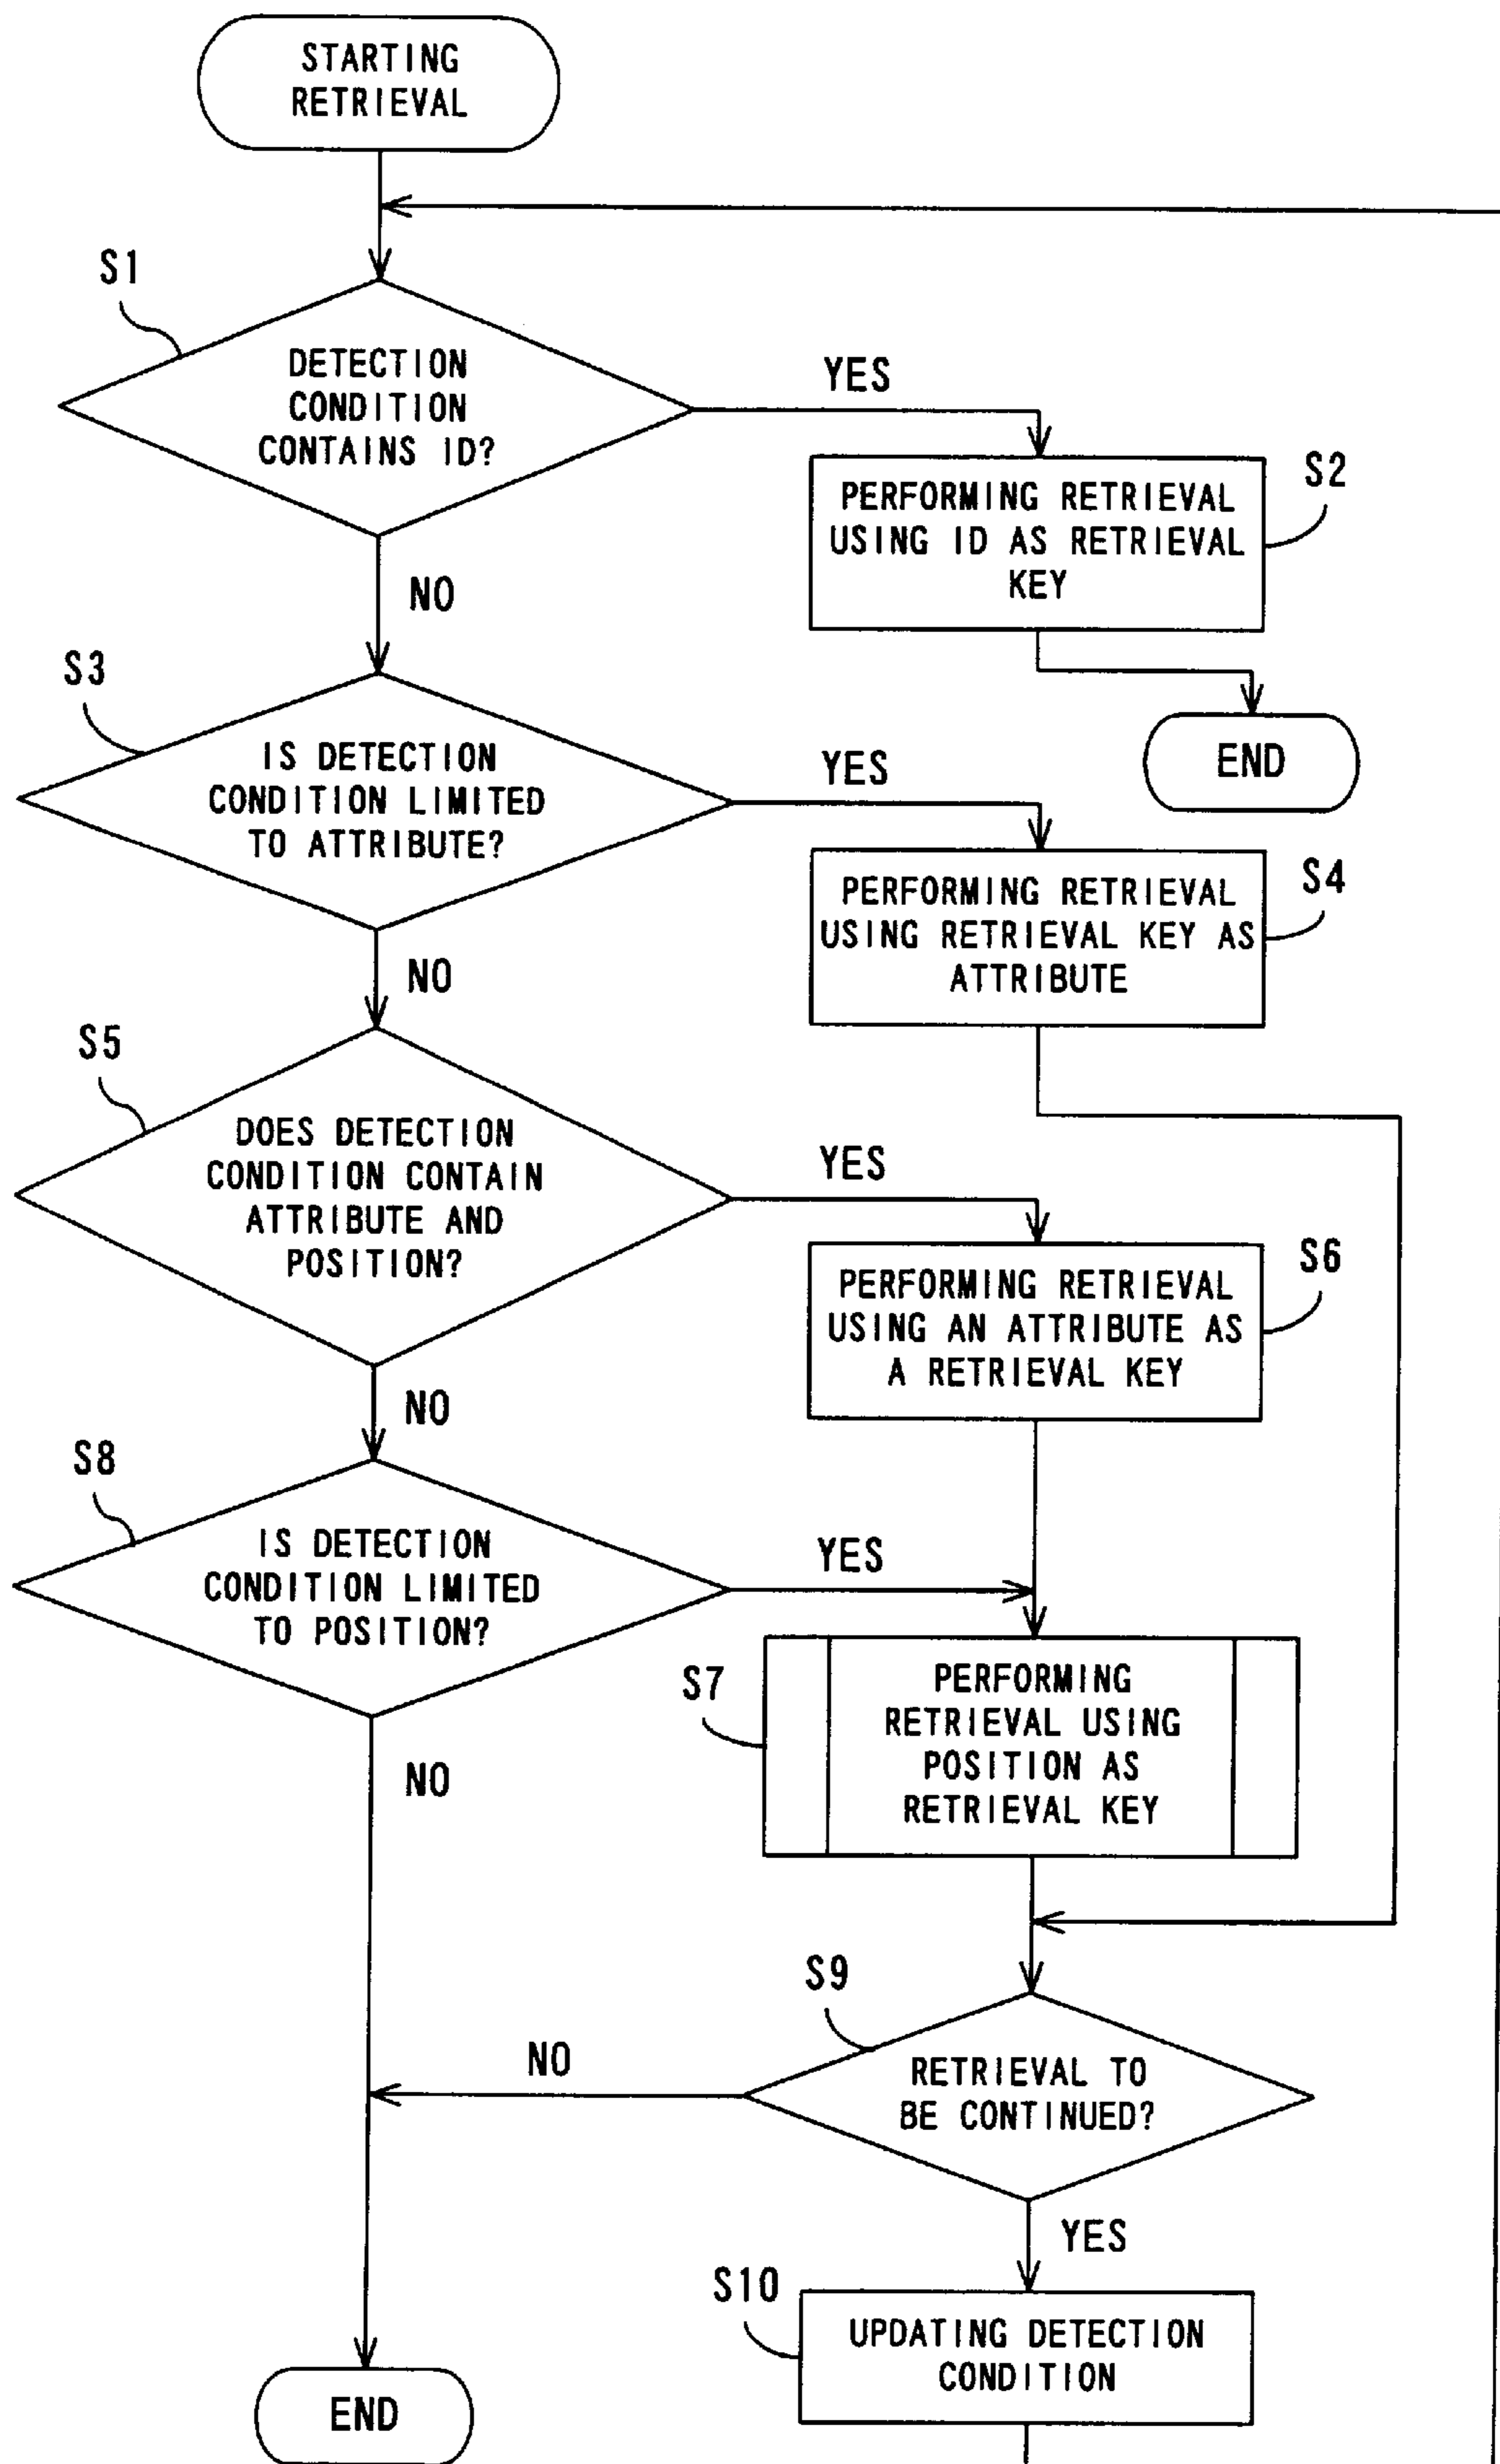 STARTING
RETRIEVAL
S1
DETECTION
CONDITION
CONTAINS ID?
YES
S2
PERFORMING RETRIEVAL
USING ID AS RETRIEVAL
KEY
NO
END
S3
IS DETECTION
CONDITION LIMITED
TO ATTRIBUTE?
YES
S4
PERFORMING RETRIEVAL
USING RETRIEVAL KEY AS
ATTRIBUTE
NO
S5
DOES DETECTION
CONDITION CONTAIN
ATTRIBUTE AND
POSITION?
YES
S6
PERFORMING RETRIEVAL
USING AN ATTRIBUTE AS
A RETRIEVAL KEY
NO
S8
IS DETECTION
CONDITION LIMITED
TO POSITION?
YES
S7
PERFORMING
RETRIEVAL USING
POSITION AS
RETRIEVAL KEY
NO
S9
RETRIEVAL TO
BE CONTINUED?
NO
YES
S10
UPDATING DETECTION
CONDITION
END